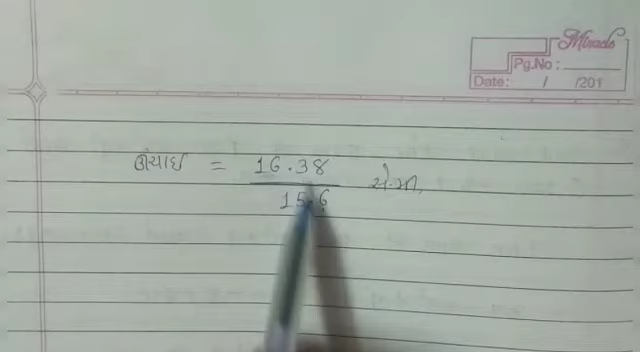 Mirado
Pg.No :
Date: / /201
ઊંચાઇ = 16.38 સેમી,
15.6